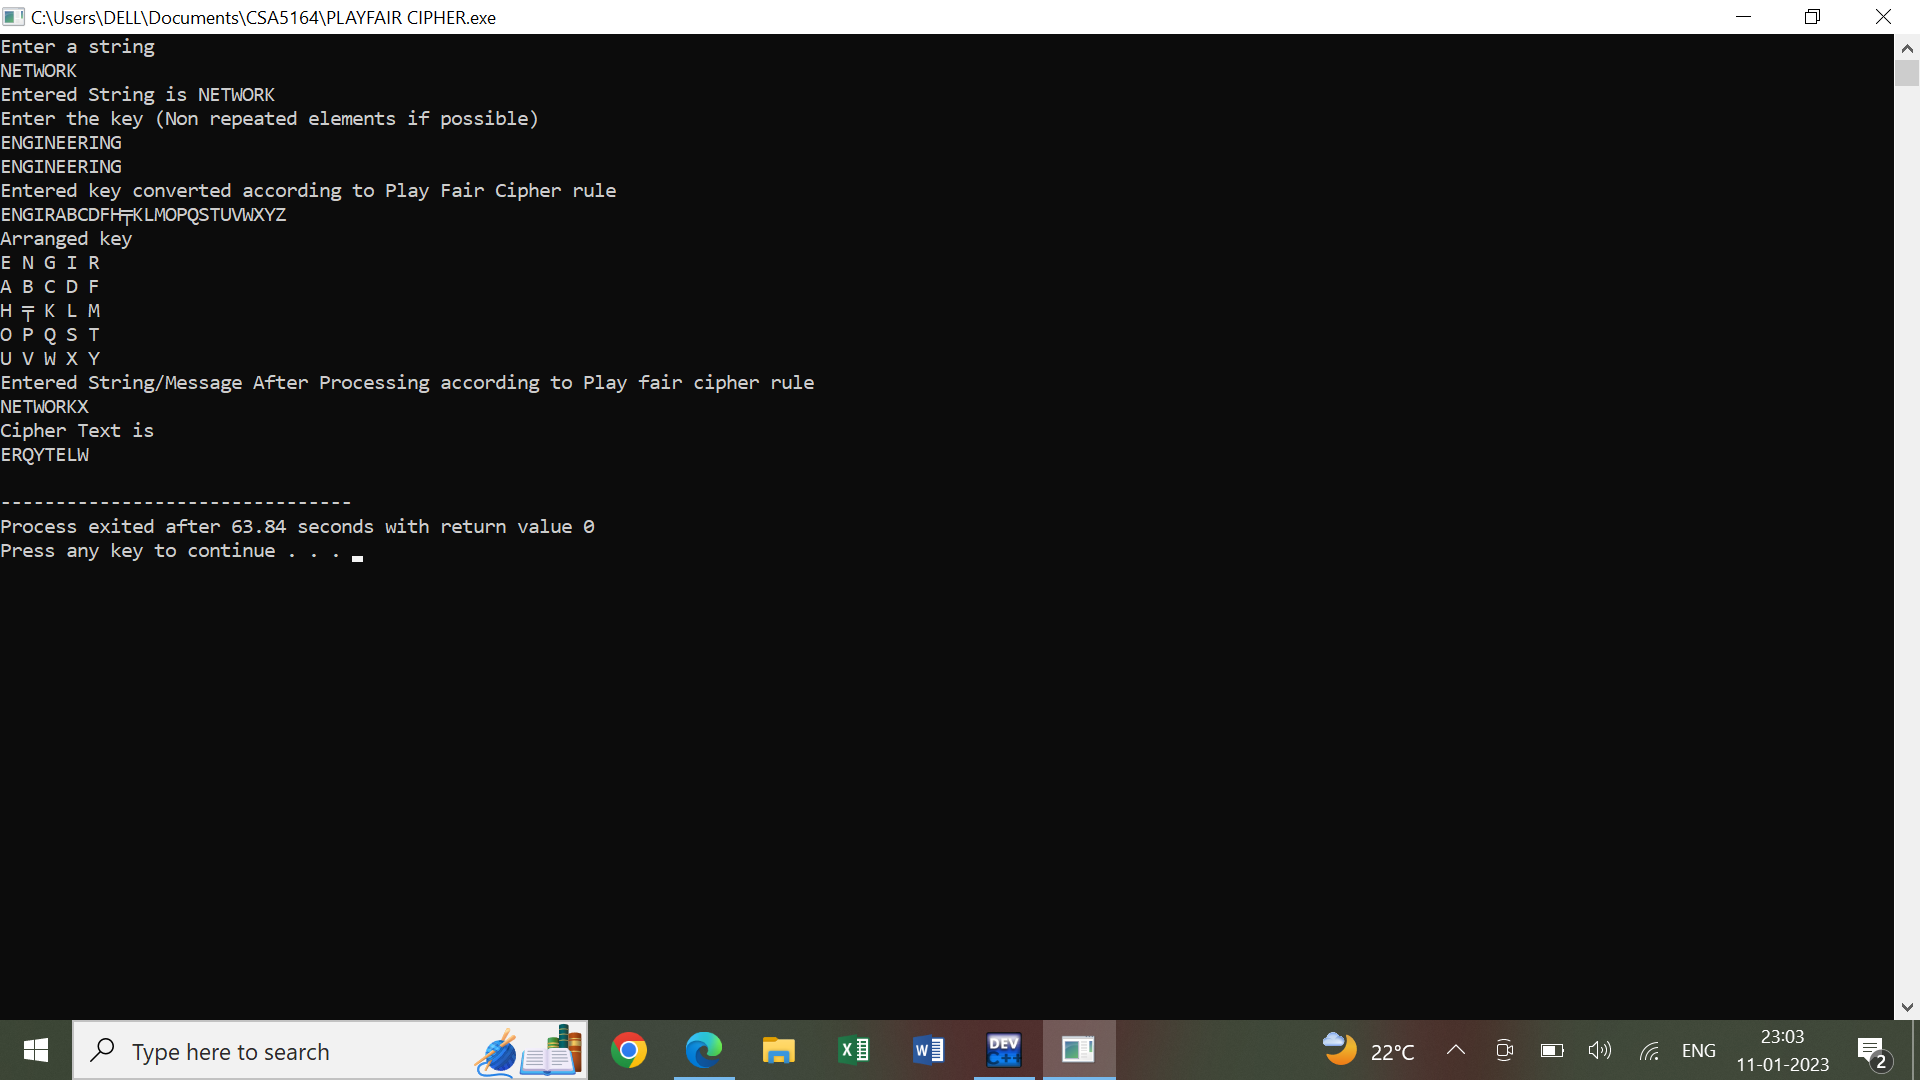 C:\Users\DELL\Documents\CSA5164\PLAYFAIR CIPHER.exe
Enter a string
NETWORK
Entered String is NETWORK
Enter the key (Non repeated elements if possible)
ENGINEERING
ENGINEERING
Entered key converted according to Play Fair Cipher rule
ENGIRABCDFH╤KLMOPQSTUVWXYZ
Arranged key
E N G I R
A B C D F
H ╤ K L M
O P Q S T
U V W X Y
Entered String/Message After Processing according to Play fair cipher rule
NETWORKX
Cipher Text is
ERQYTELW
--------------------------------
Process exited after 63.84 seconds with return value 0
Press any key to continue . . .
Type here to search
DEV
C++
22°C
ENG
23:03
11-01-2023
2